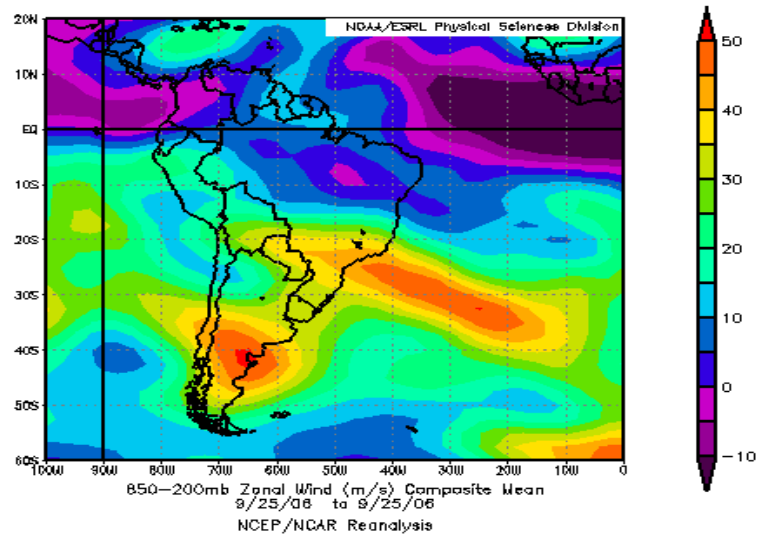 NOAA/ESRL Physical Sciences Division
20N
10N
EQ
10S
20S
30S
40S
50S
60S
100W 90W 80W 70W 60W 50W 40W 30W 20W 10W 0
50
40
30
20
10
0
-10
850-200mb Zonal Wind (m/s) Composite Mean
9/25/06 to 9/25/06
NCEP/NCAR Reanalysis